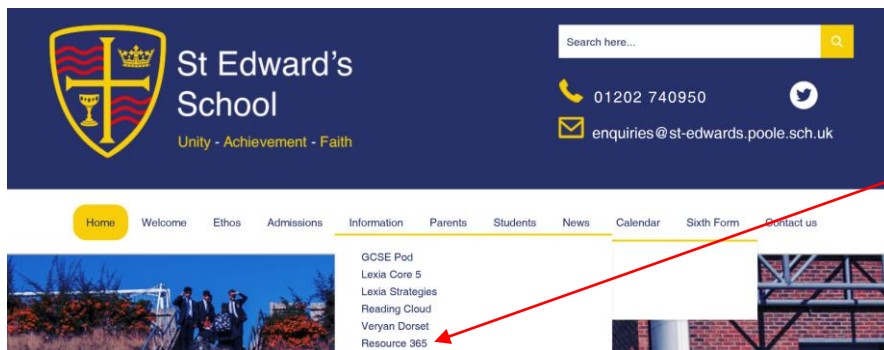 St Edward's
School
Unity - Achievement - Faith
Search here...
01202 740950
enquiries@st-edwards.poole.sch.uk
Home Welcome Ethos Admissions Information Parents Students News Calendar Sixth Form Contact us
GCSE Pod
Lexia Core 5
Lexia Strategies
Reading Cloud
Veryan Dorset
Resource 365